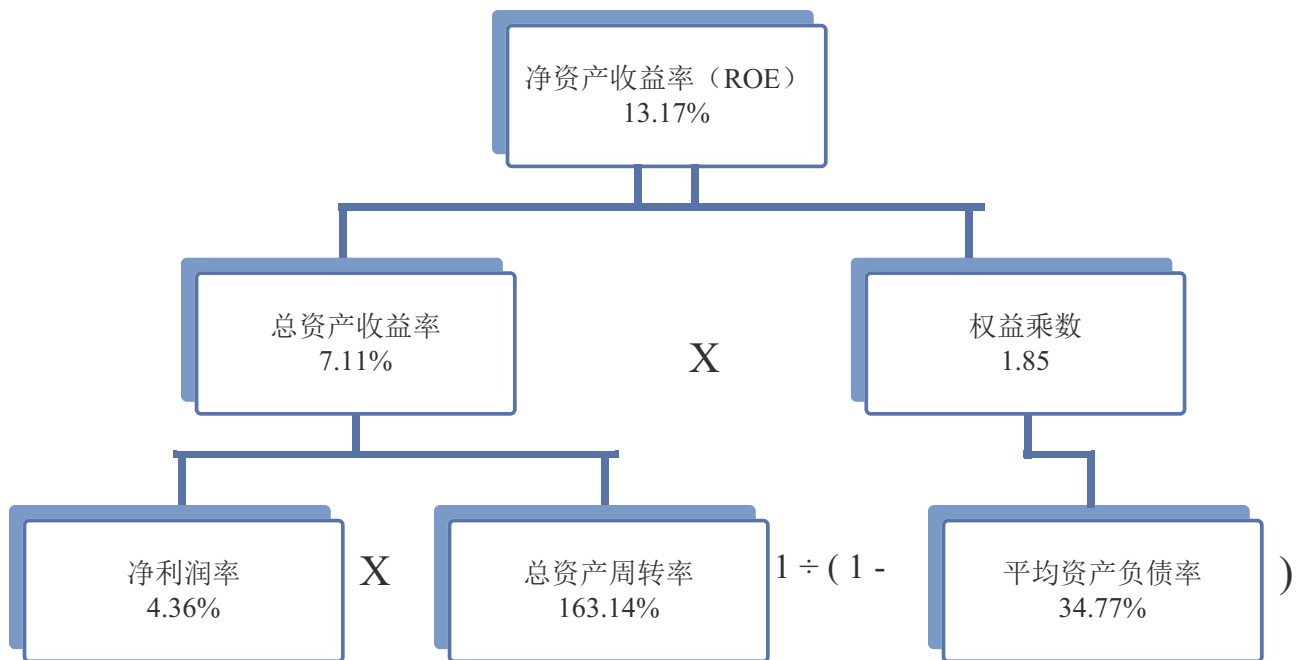 净资产收益率（ROE）
13.17%
总资产收益率
7.11%
X
权益乘数
1.85
净利润率
4.36%
X
总资产周转率
163.14%
1 ÷ ( 1 -
平均资产负债率
34.77%
)